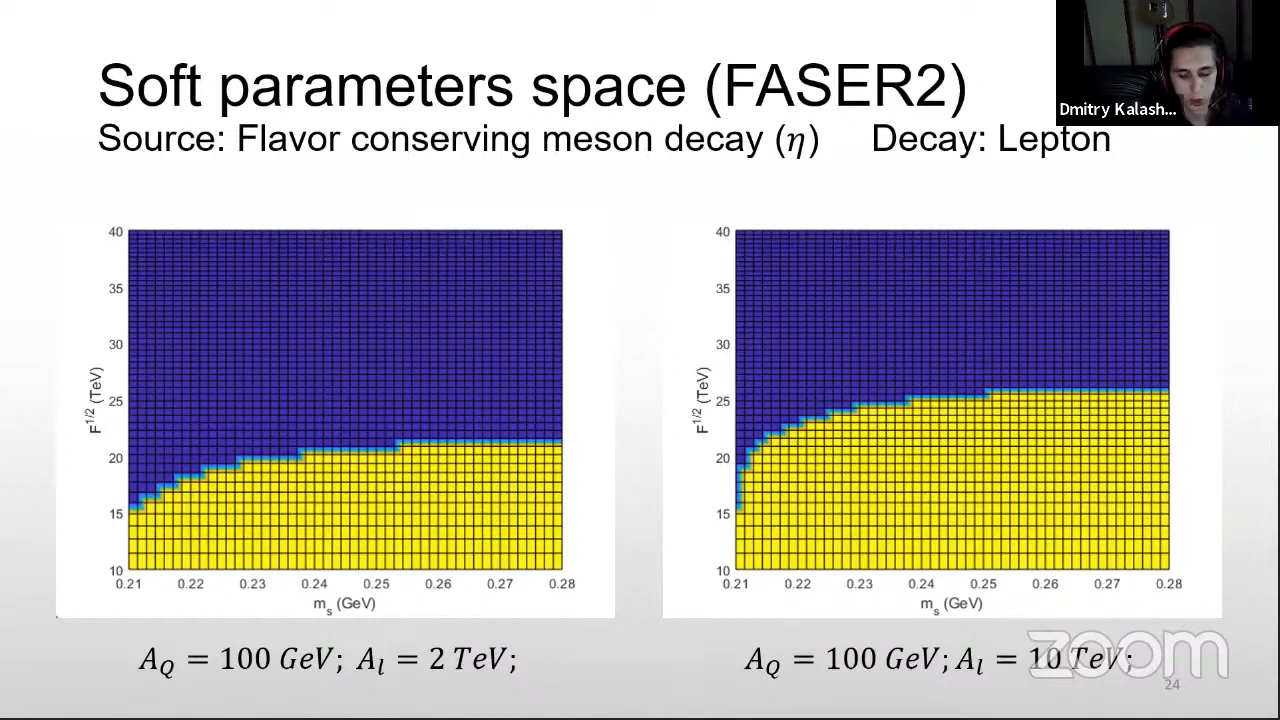 Soft parameters space (FASER2)
Source: Flavor conserving meson decay (η) Decay: Lepton
Dmitry Kalash...
40
35
30
25
20
15
10
F^{1/2} (TeV)
0.21 0.22 0.23 0.24 0.25 0.26 0.27 0.28
m_s (GeV)
A_Q = 100 GeV; A_l = 2 TeV;
40
35
30
25
20
15
10
F^{1/2} (TeV)
0.21 0.22 0.23 0.24 0.25 0.26 0.27 0.28
m_s (GeV)
A_Q = 100 GeV; A_l = 10 TeV;
zoom
24